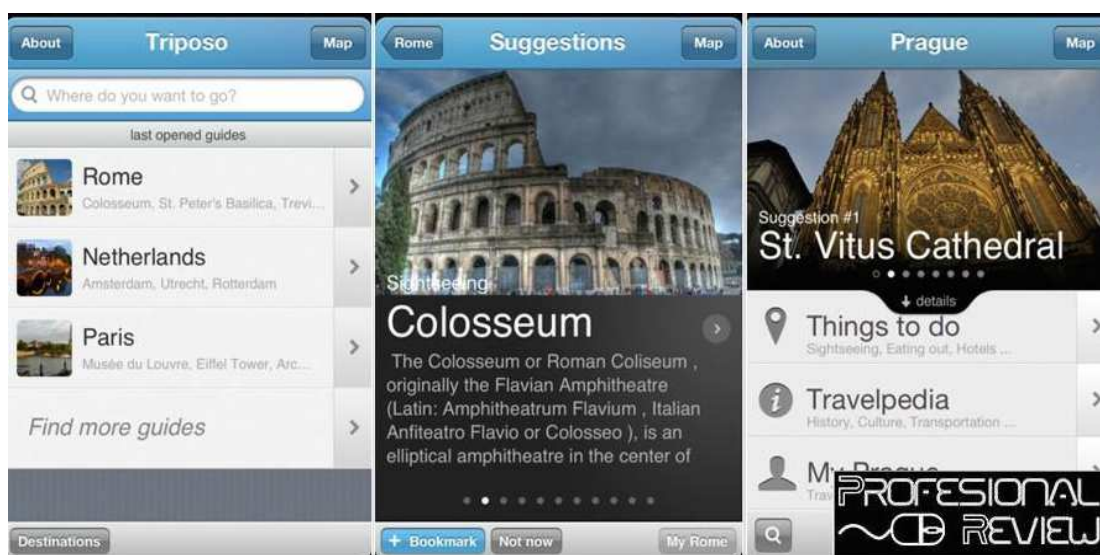 About
Triposo
Map
Where do you want to go?
last opened guides
Rome
Colosseum, St. Peter's Basilica, Trevi...
Netherlands
Amsterdam, Utrecht, Rotterdam
Paris
Musée du Louvre, Eiffel Tower, Arc...
Find more guides
Destinations
Rome
Suggestions
Map
Sightseeing
Colosseum
The Colosseum or Roman Coliseum ,
originally the Flavian Amphitheatre
(Latin: Amphitheatrum Flavium , Italian
Anfiteatro Flavio or Colosseo ), is an
elliptical amphitheatre in the center of
+ Bookmark
Not now
My Rome
About
Prague
Map
Suggestion #1
St. Vitus Cathedral
details
Things to do
Sightseeing, Eating out, Hotels ...
Travelpedia
History, Culture, Transportation ...
My Prague
PROFESIONAL
REVIEW